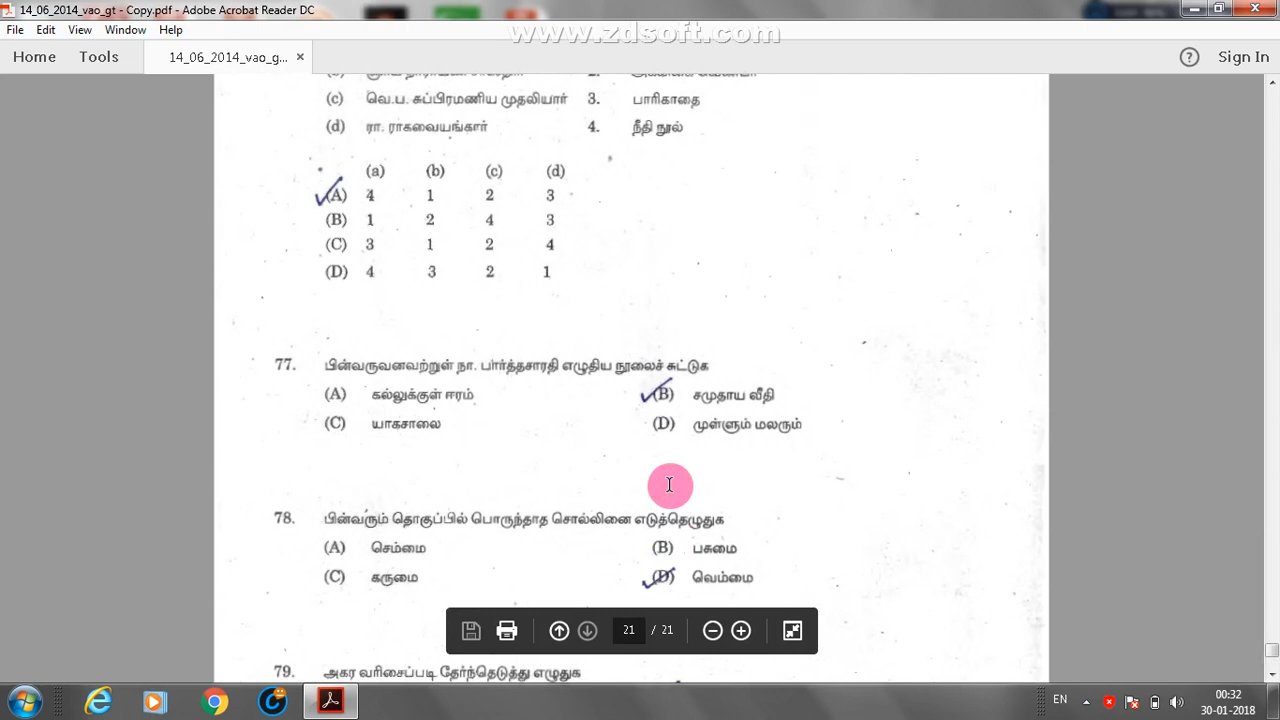 14_06_2014_vao_gt - Copy.pdf - Adobe Acrobat Reader DC
www.zdsoft.com
File Edit View Window Help
Home Tools 14_06_2014_vao_g... × Sign In
(c) வெ.ப. சுப்பிரமணிய முதலியார் 3. பாரிகாதை
(d) ரா. ராகவையங்கார் 4. நீதி நூல்
(a) (b) (c) (d)
(A) 4 1 2 3
(B) 1 2 4 3
(C) 3 1 2 4
(D) 4 3 2 1
77. பின்வருவனவற்றுள் நா. பார்த்தசாரதி எழுதிய நூலைச் சுட்டுக
(A) கல்லுக்குள் ஈரம் (B) சமுதாய வீதி
(C) யாகசாலை (D) முள்ளும் மலரும்
78. பின்வரும் தொகுப்பில் பொருந்தாத சொல்லினை எடுத்தெழுதுக
(A) செம்மை (B) பசுமை
(C) கருமை (D) வெம்மை
21 / 21
79. அகர வரிசைப்படி தேர்ந்தெடுத்து எழுதுக
EN 00:32
30-01-2018